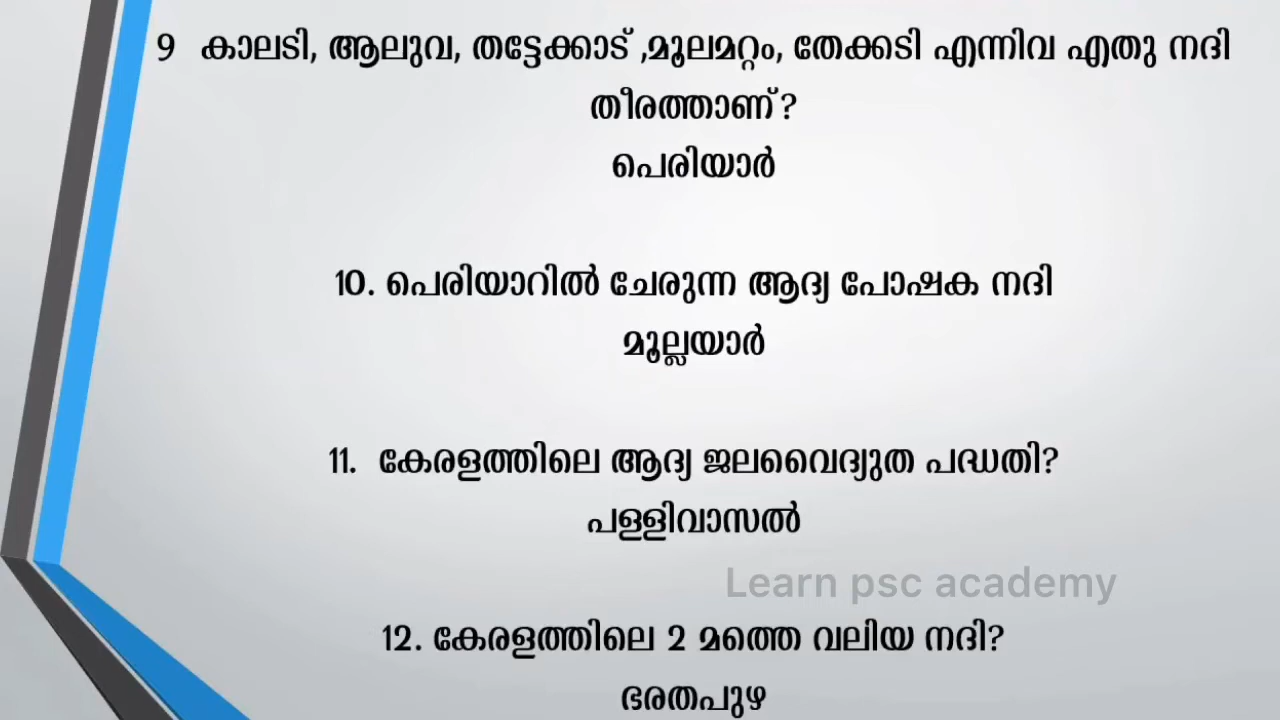 9 കാലടി, ആലുവ, തട്ടേക്കാട് ,മൂലമറ്റം, തേക്കടി എന്നിവ ഏതു നദി
തീരത്താണ്?
പെരിയാർ
10. പെരിയാറിൽ ചേരുന്ന ആദ്യ പോഷക നദി
മൂല്ലയാർ
11. കേരളത്തിലെ ആദ്യ ജലവൈദ്യുത പദ്ധതി?
പള്ളിവാസൽ
Learn psc academy
12. കേരളത്തിലെ 2 മത്തെ വലിയ നദി?
ഭരതപുഴ